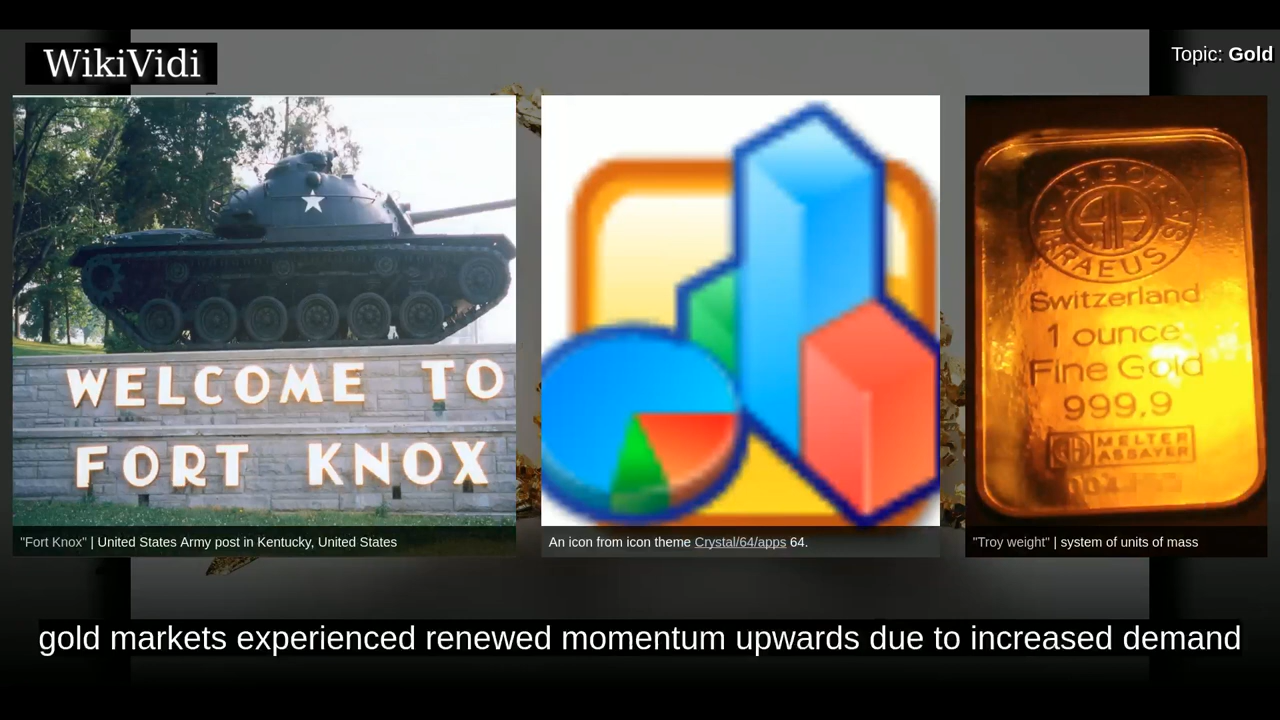 WikiVidi
Topic: Gold
WELCOME TO
FORT KNOX
"Fort Knox" | United States Army post in Kentucky, United States
An icon from icon theme Crystal/64/apps 64.
ARGOR
HERAEUS
Switzerland
1 ounce
Fine Gold
999,9
MELTER
ASSAYER
"Troy weight" | system of units of mass
gold markets experienced renewed momentum upwards due to increased demand